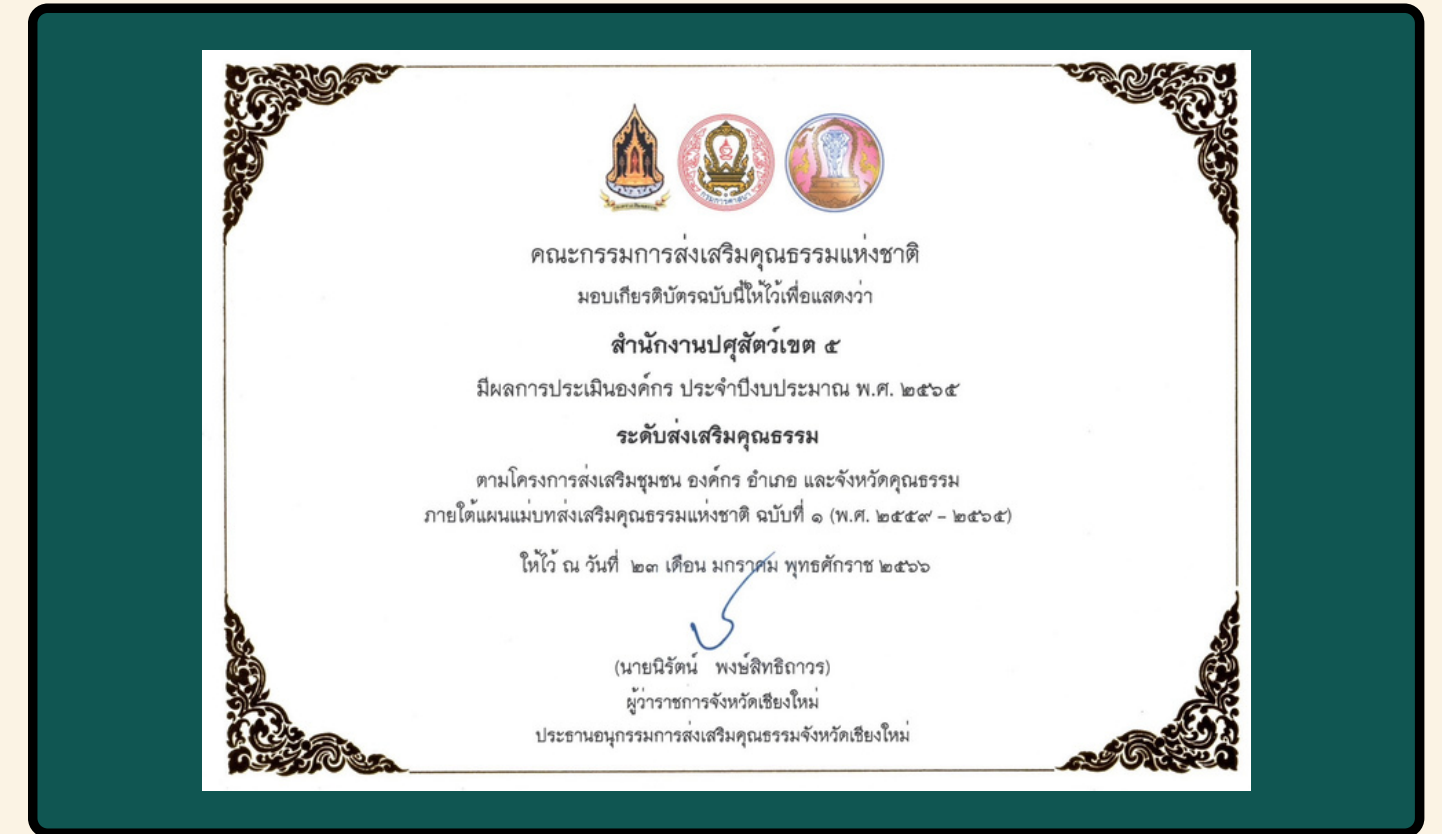 กรมการศาสนา
คณะกรรมการส่งเสริมคุณธรรมแห่งชาติ
มอบเกียรติบัตรฉบับนี้ให้ไว้เพื่อแสดงว่า
สำนักงานปศุสัตว์เขต ๕
มีผลการประเมินองค์กร ประจำปีงบประมาณ พ.ศ. ๒๕๖๕
ระดับส่งเสริมคุณธรรม
ตามโครงการส่งเสริมชุมชน องค์กร อำเภอ และจังหวัดคุณธรรม
ภายใต้แผนแม่บทส่งเสริมคุณธรรมแห่งชาติ ฉบับที่ ๑ (พ.ศ. ๒๕๕๙ – ๒๕๖๕)
ให้ไว้ ณ วันที่ ๒๓ เดือน มกราคม พุทธศักราช ๒๕๖๖
(นายนิรัตน์ พงษ์สิทธิถาวร)
ผู้ว่าราชการจังหวัดเชียงใหม่
ประธานอนุกรรมการส่งเสริมคุณธรรมจังหวัดเชียงใหม่